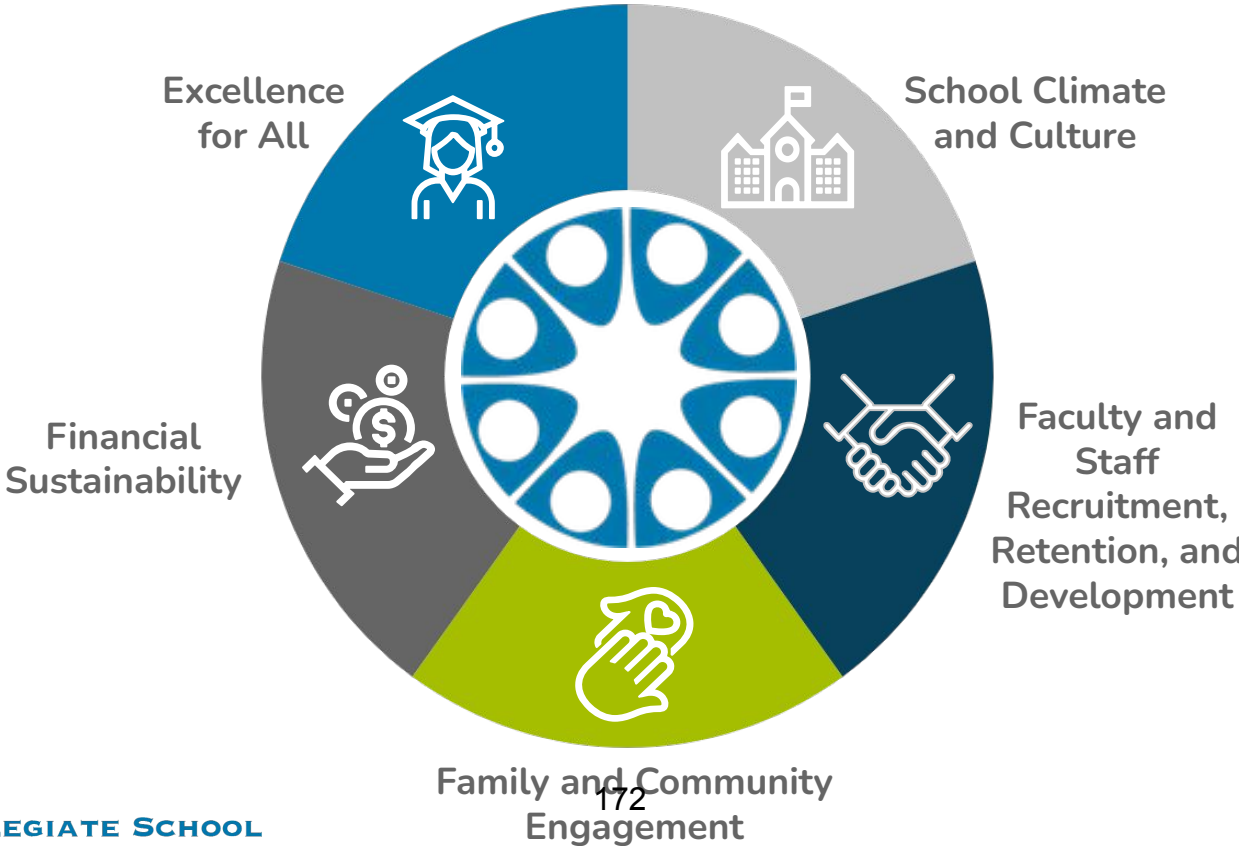 Excellence
for All
School Climate
and Culture
Financial
Sustainability
Faculty and
Staff
Recruitment,
Retention, and
Development
Family and Community
172
Engagement
EGIATE SCHOOL
$